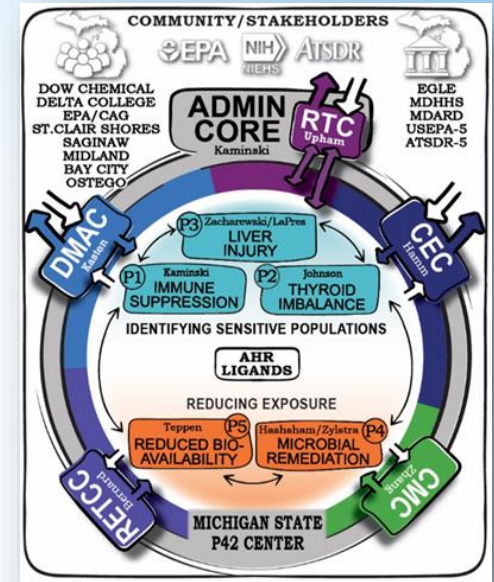 COMMUNITY/STAKEHOLDERS
EPA
NIH
NIEHS
ATSDR
DOW CHEMICAL
DELTA COLLEGE
EPA/CAG
ST.CLAIR SHORES
SAGINAW
MIDLAND
BAY CITY
OSTEGO
EGLE
MDHHS
MDARD
USEPA-5
ATSDR-5
ADMIN
CORE
Kaminski
RTC
Upham
DMAC
Kasten
CEC
Hamm
P3 Zacharewski/LaPres
LIVER
INJURY
P1 Kaminski
IMMUNE
SUPPRESSION
P2 Johnson
THYROID
IMBALANCE
IDENTIFYING SENSITIVE POPULATIONS
AHR
LIGANDS
REDUCING EXPOSURE
Teppen P5
REDUCED BIO-
AVAILABILITY
Hashsham/Zylstra P4
MICROBIAL
REMEDIATION
RETCC
Bernard
CMC
Zhang
MICHIGAN STATE
P42 CENTER